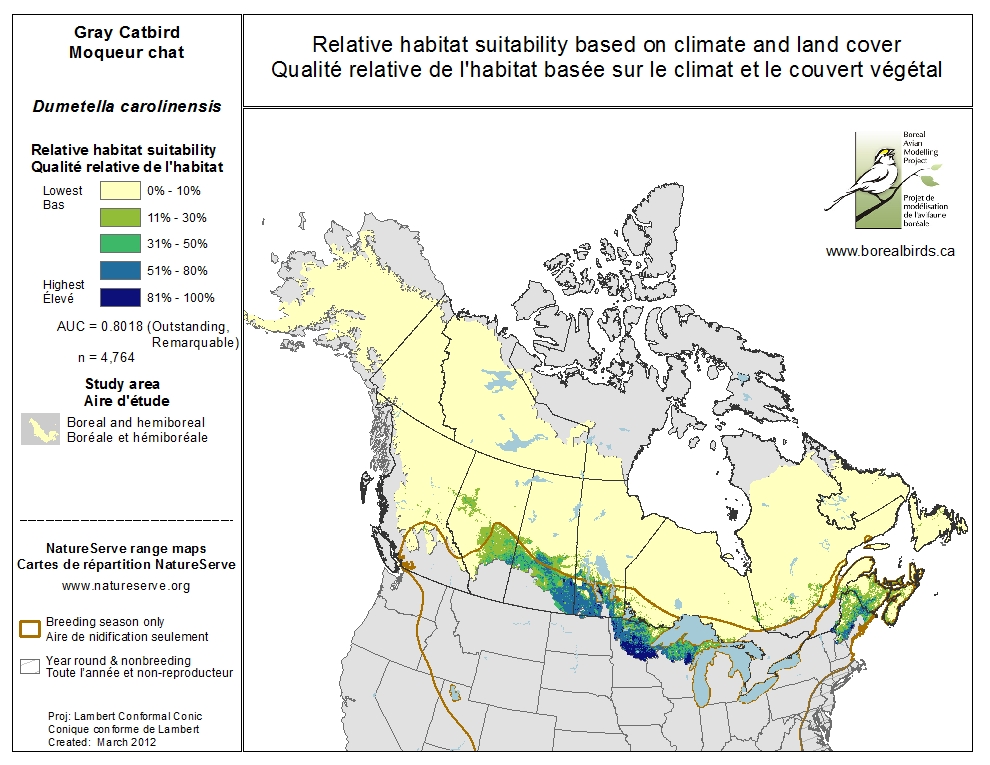 Gray Catbird
Moqueur chat
Dumetella carolinensis
Relative habitat suitability
Qualité relative de l'habitat
Lowest
Bas
0% - 10%
11% - 30%
31% - 50%
51% - 80%
Highest
Élevé
81% - 100%
AUC = 0.8018 (Outstanding,
Remarquable)
n = 4,764
Study area
Aire d'étude
Boreal and hemiboreal
Boréale et hémiboréale
NatureServe range maps
Cartes de répartition NatureServe
www.natureserve.org
Breeding season only
Aire de nidification seulement
Year round & nonbreeding
Toute l'année et non-reproducteur
Proj: Lambert Conformal Conic
Conique conforme de Lambert
Created: March 2012
Relative habitat suitability based on climate and land cover
Qualité relative de l'habitat basée sur le climat et le couvert végétal
Boreal
Avian
Modelling
Project
Projet de
modélisation
de l'avifaune
boréale
www.borealbirds.ca